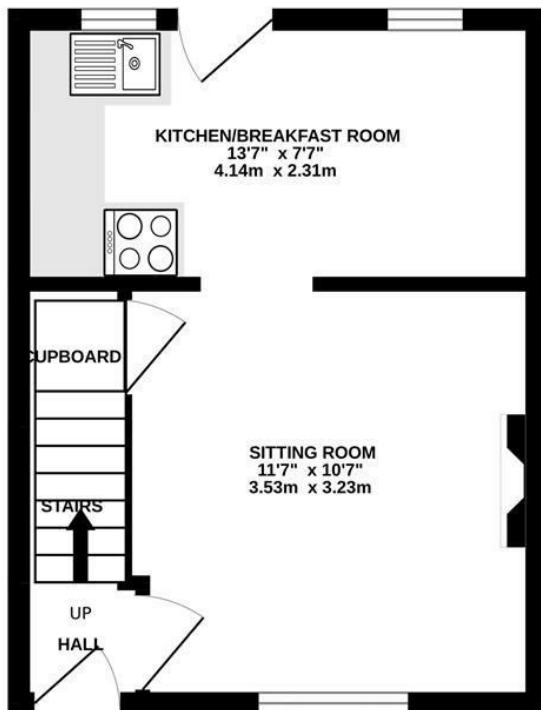 KITCHEN/BREAKFAST ROOM
13'7" x 7'7"
4.14m x 2.31m
CUPBOARD
SITTING ROOM
11'7" x 10'7"
3.53m x 3.23m
STAIRS
UP
HALL